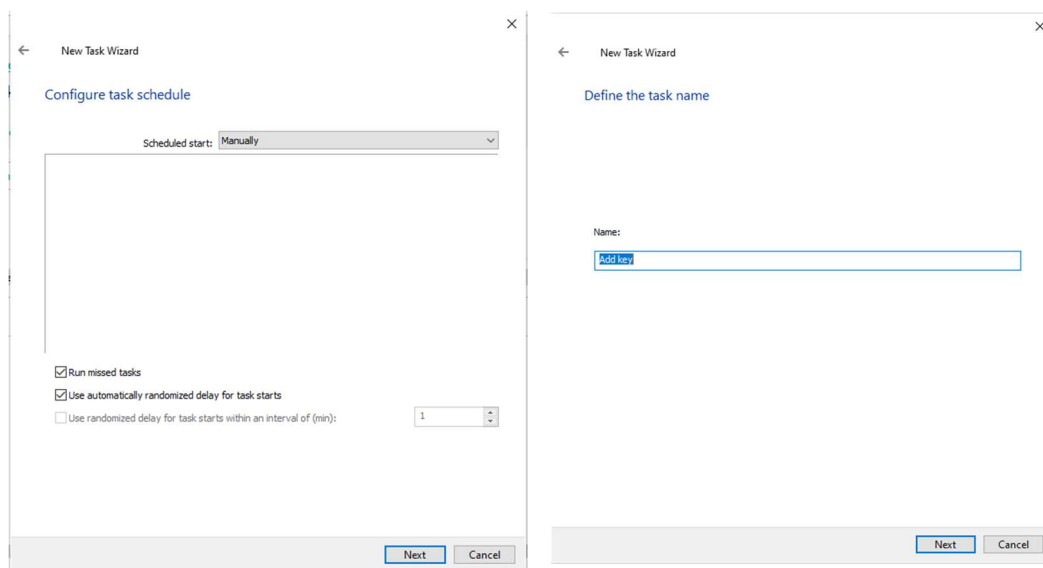 New Task Wizard
Configure task schedule
Scheduled start: Manually
Run missed tasks
Use automatically randomized delay for task starts
Use randomized delay for task starts within an interval of (min): 1
Next Cancel
New Task Wizard
Define the task name
Name:
Add key
Next Cancel